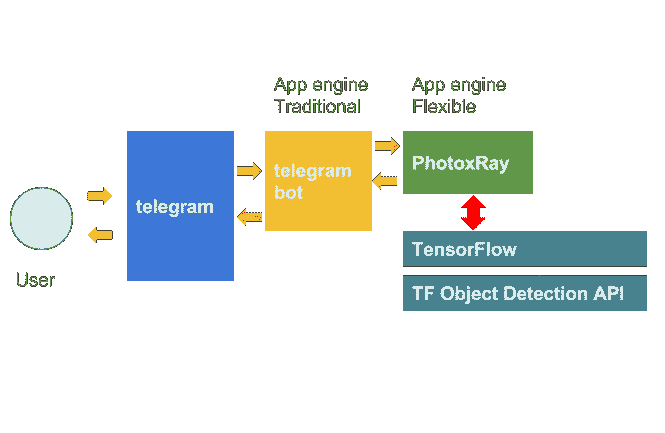 App engine
Traditional
App engine
Flexible
telegram
telegram
bot
PhotoxRay
TensorFlow
TF Object Detection API
User